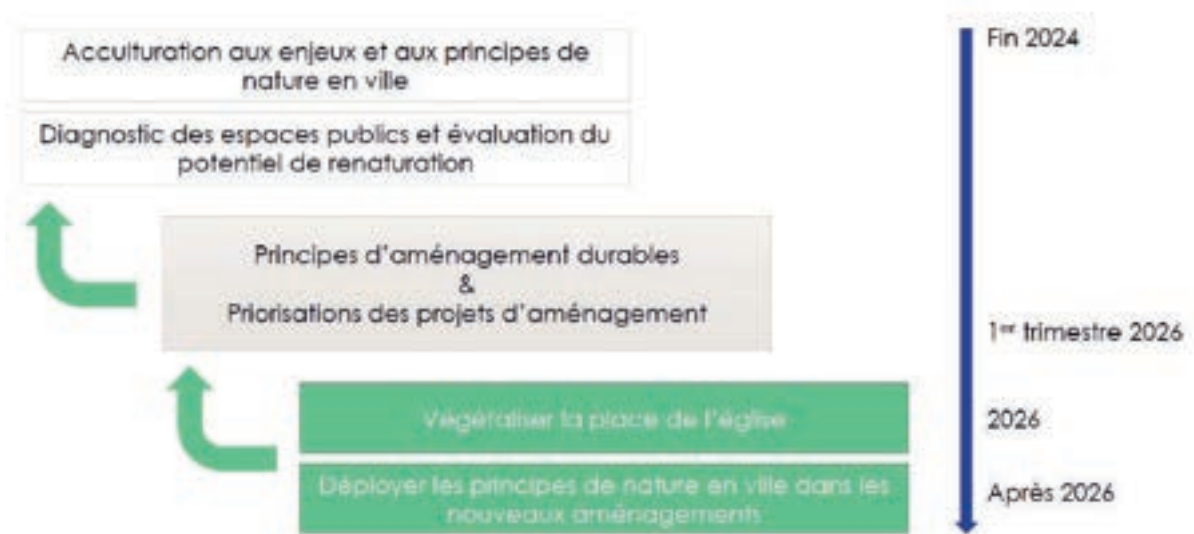 Acculturation aux enjeux et aux principes de
nature en ville
Diagnostic des espaces publics et évaluation du
potentiel de renaturation
Principes d'aménagement durables
&
Priorisations des projets d'aménagement
Végétaliser la place de l'église
Déployer les principes de nature en ville dans les
nouveaux aménagements
Fin 2024
1er trimestre 2026
2026
Après 2026